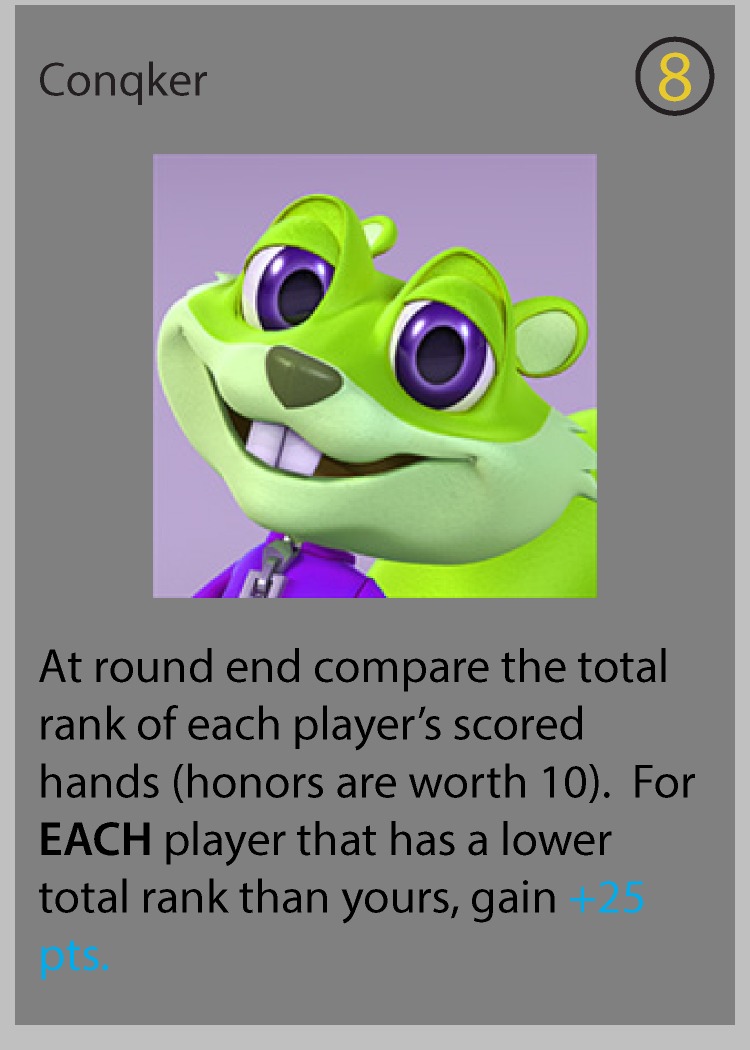 Conqker
8
At round end compare the total
rank of each player’s scored
hands (honors are worth 10).  For
EACH player that has a lower
total rank than yours, gain +25
pts.